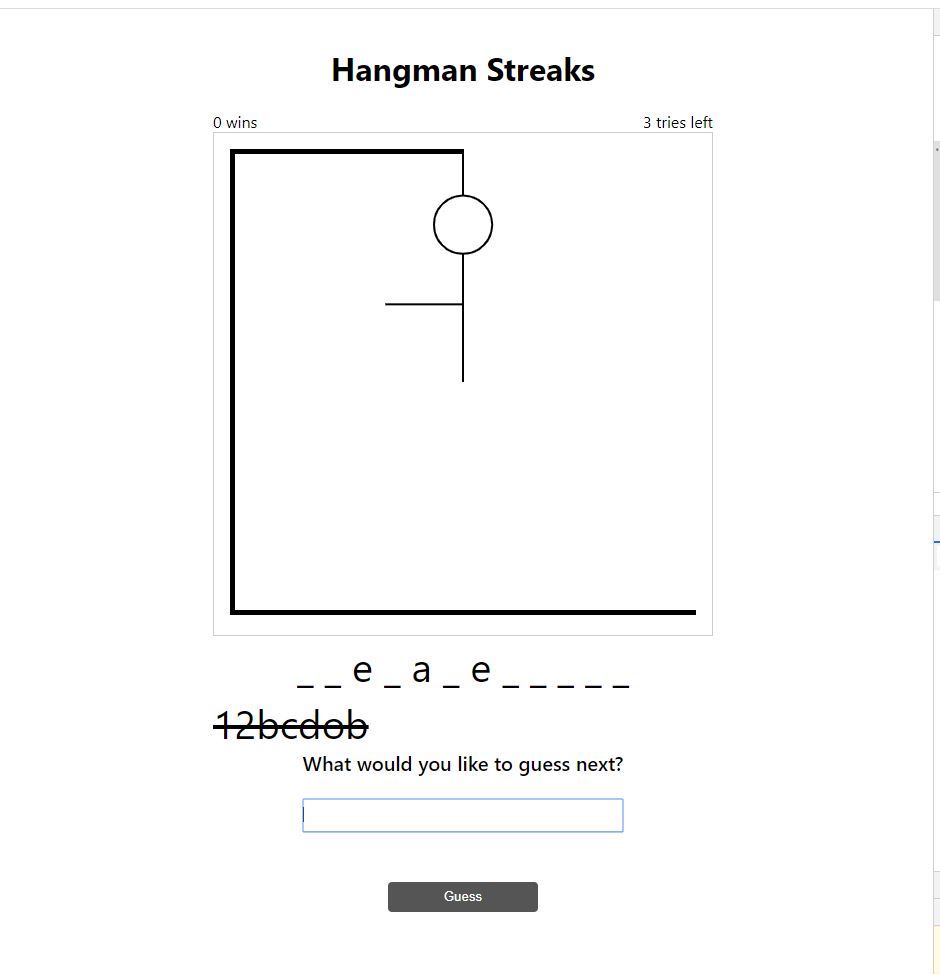 Hangman Streaks
0 wins 3 tries left
_ _ e _ a _ e _ _ _ _ _
12bcdob
What would you like to guess next?
Guess